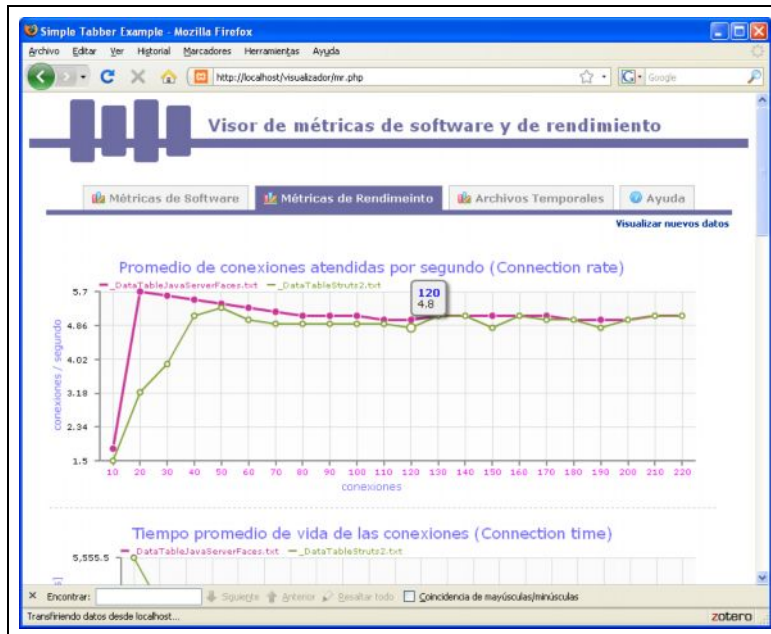 Simple Tabber Example - Mozilla Firefox
Archivo Editar Ver Historial Marcadores Herramientas Ayuda
http://localhost/visualizador/mr.php
Google
Visor de métricas de software y de rendimiento
Métricas de Software Métricas de Rendimeinto Archivos Temporales Ayuda
Visualizar nuevos datos
Promedio de conexiones atendidas por segundo (Connection rate)
_DataTableJavaServerFaces.txt _DataTableStruts2.txt
120
4.8
5.7
4.86
4.02
3.18
2.34
1.5
conexiones / segundo
10 20 30 40 50 60 70 80 90 100 110 120 130 140 150 160 170 180 190 200 210 220
conexiones
Tiempo promedio de vida de las conexiones (Connection time)
_DataTableJavaServerFaces.txt _DataTableStruts2.txt
5,555.5
Encontrar: Siguiente Anterior Resaltar todo Coincidencia de mayúsculas/minúsculas
Transfiriendo datos desde localhost... zotero